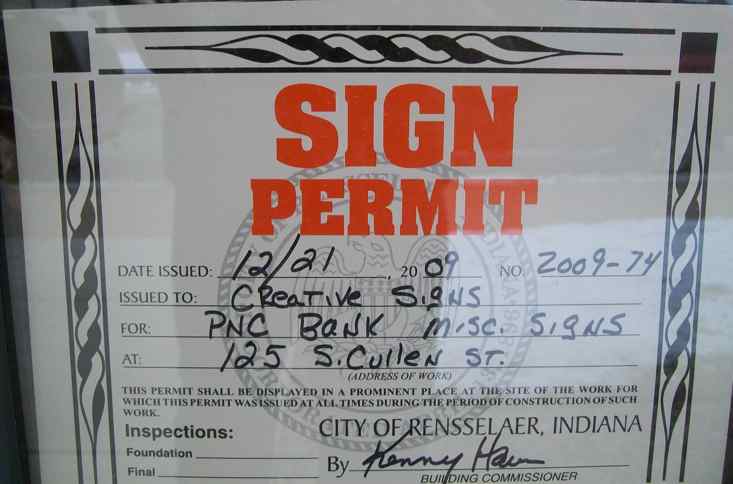 SIGN
PERMIT
DATE ISSUED: 12/21, 2009 NO. 2009-74
ISSUED TO: CReative SigNS
FOR: PNC BaNK misc. SigNS
AT: 125 S. CulleN ST.
(ADDRESS OF WORK)
THIS PERMIT SHALL BE DISPLAYED IN A PROMINENT PLACE AT THE SITE OF THE WORK FOR
WHICH THIS PERMIT WAS ISSUED AT ALL TIMES DURING THE PERIOD OF CONSTRUCTION OF SUCH
WORK.
Inspections: CITY OF RENSSELAER, INDIANA
Foundation
Final By Kenny
BUILDING COMMISSIONER